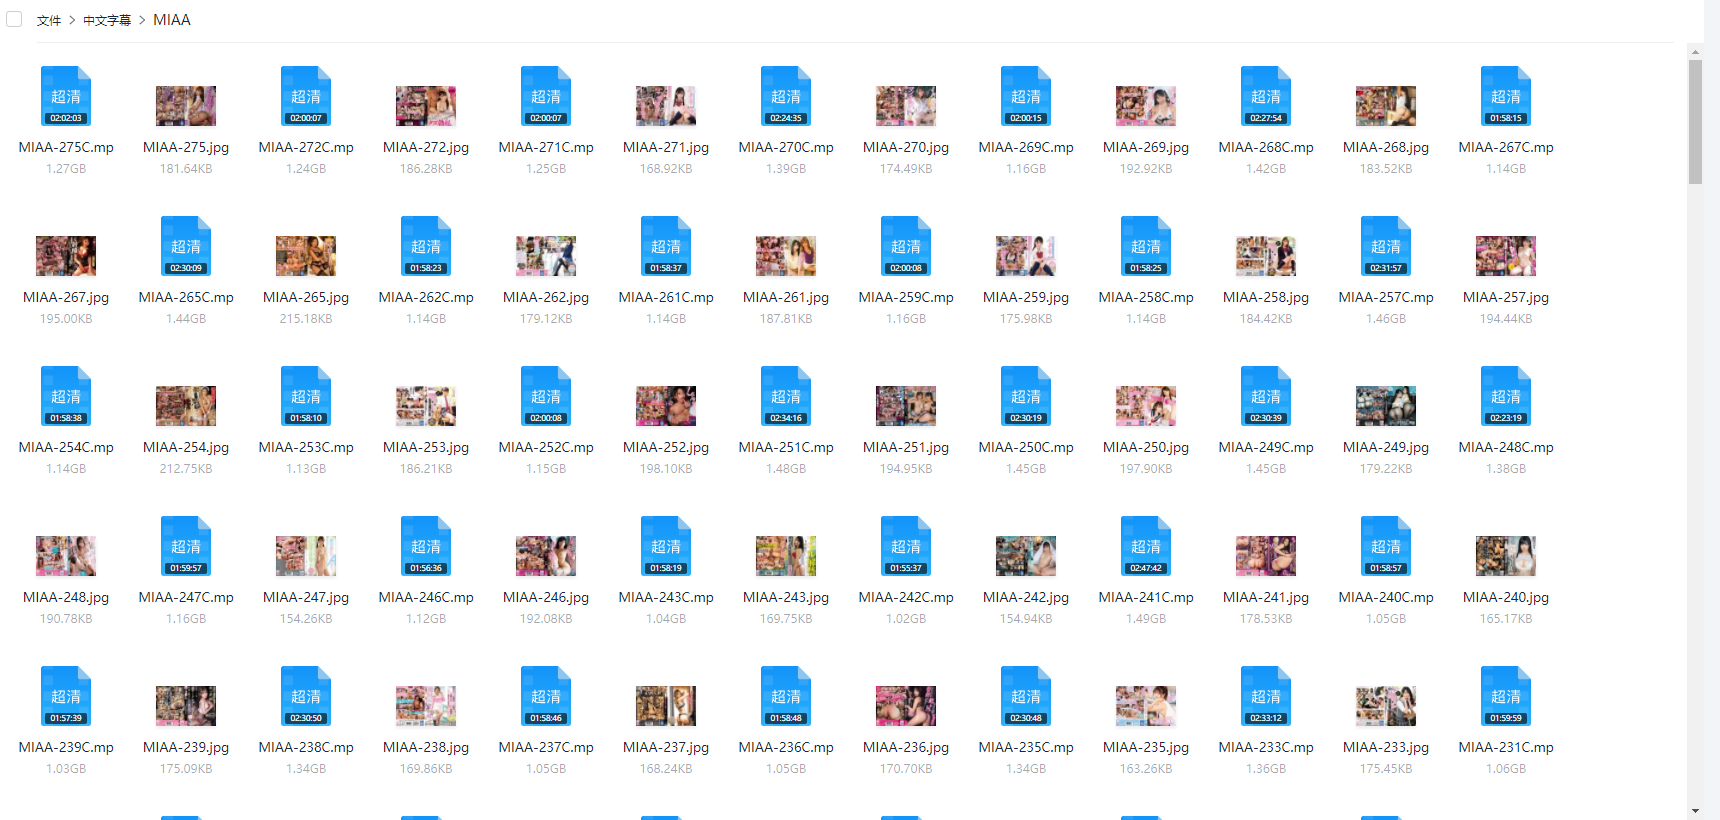 文件 > 中文字幕 > MIAA
超清 超清 超清 超清 超清 超清 超清
02:02:03 02:00:07 02:00:07 02:24:35 02:00:15 02:27:54 01:58:15
MIAA-275C.mp MIAA-275.jpg MIAA-272C.mp MIAA-272.jpg MIAA-271C.mp MIAA-271.jpg MIAA-270C.mp MIAA-270.jpg MIAA-269C.mp MIAA-269.jpg MIAA-268C.mp MIAA-268.jpg MIAA-267C.mp
1.27GB 181.64KB 1.24GB 186.28KB 1.25GB 168.92KB 1.39GB 174.49KB 1.16GB 192.92KB 1.42GB 183.52KB 1.14GB
超清 超清 超清 超清 超清 超清
02:30:09 01:58:23 01:58:37 02:00:08 01:58:25 02:31:57
MIAA-267.jpg MIAA-265C.mp MIAA-265.jpg MIAA-262C.mp MIAA-262.jpg MIAA-261C.mp MIAA-261.jpg MIAA-259C.mp MIAA-259.jpg MIAA-258C.mp MIAA-258.jpg MIAA-257C.mp MIAA-257.jpg
195.00KB 1.44GB 215.18KB 1.14GB 179.12KB 1.14GB 187.81KB 1.16GB 175.98KB 1.14GB 184.42KB 1.46GB 194.44KB
超清 超清 超清 超清 超清 超清 超清
01:58:38 01:58:10 02:00:08 02:34:16 02:30:19 02:30:39 02:23:19
MIAA-254C.mp MIAA-254.jpg MIAA-253C.mp MIAA-253.jpg MIAA-252C.mp MIAA-252.jpg MIAA-251C.mp MIAA-251.jpg MIAA-250C.mp MIAA-250.jpg MIAA-249C.mp MIAA-249.jpg MIAA-248C.mp
1.14GB 212.75KB 1.13GB 186.21KB 1.15GB 198.10KB 1.48GB 194.95KB 1.45GB 197.90KB 1.45GB 179.22KB 1.38GB
超清 超清 超清 超清 超清 超清
01:59:57 01:56:36 01:58:19 01:55:37 02:47:42 01:58:57
MIAA-248.jpg MIAA-247C.mp MIAA-247.jpg MIAA-246C.mp MIAA-246.jpg MIAA-243C.mp MIAA-243.jpg MIAA-242C.mp MIAA-242.jpg MIAA-241C.mp MIAA-241.jpg MIAA-240C.mp MIAA-240.jpg
190.78KB 1.16GB 154.26KB 1.12GB 192.08KB 1.04GB 169.75KB 1.02GB 154.94KB 1.49GB 178.53KB 1.05GB 165.17KB
超清 超清 超清 超清 超清 超清 超清
01:57:39 02:30:50 01:58:46 01:58:48 02:30:48 02:33:12 01:59:59
MIAA-239C.mp MIAA-239.jpg MIAA-238C.mp MIAA-238.jpg MIAA-237C.mp MIAA-237.jpg MIAA-236C.mp MIAA-236.jpg MIAA-235C.mp MIAA-235.jpg MIAA-233C.mp MIAA-233.jpg MIAA-231C.mp
1.03GB 175.09KB 1.34GB 169.86KB 1.05GB 168.24KB 1.05GB 170.70KB 1.34GB 163.26KB 1.36GB 175.45KB 1.06GB